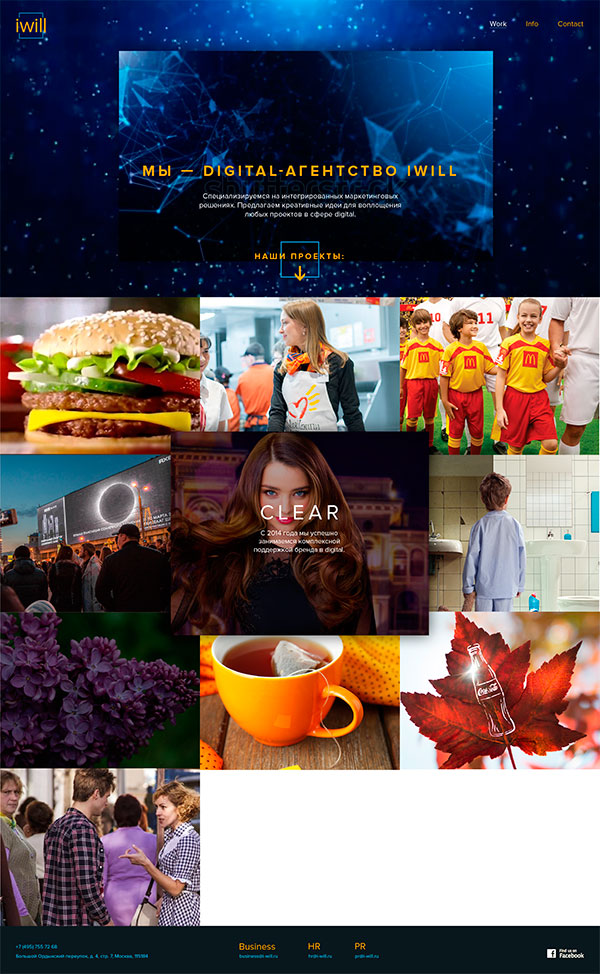 iwill
Work Info Contact
МЫ — DIGITAL-АГЕНТСТВО IWILL
Специализируемся на интегрированных маркетинговых
решениях. Предлагаем креативные идеи для воплощения
любых проектов в сфере digital.
НАШИ ПРОЕКТЫ:
11
CLEAR
С 2014 года мы успешно
занимаемся комплексной
поддержкой бренда в digital.
Coca-Cola
Business HR PR
+7 (495) 755 72 68
Большой Ордынский переулок, д. 4, стр. 7, Москва, 115184
business@i-will.ru hr@i-will.ru pr@i-will.ru
Find us on
Facebook